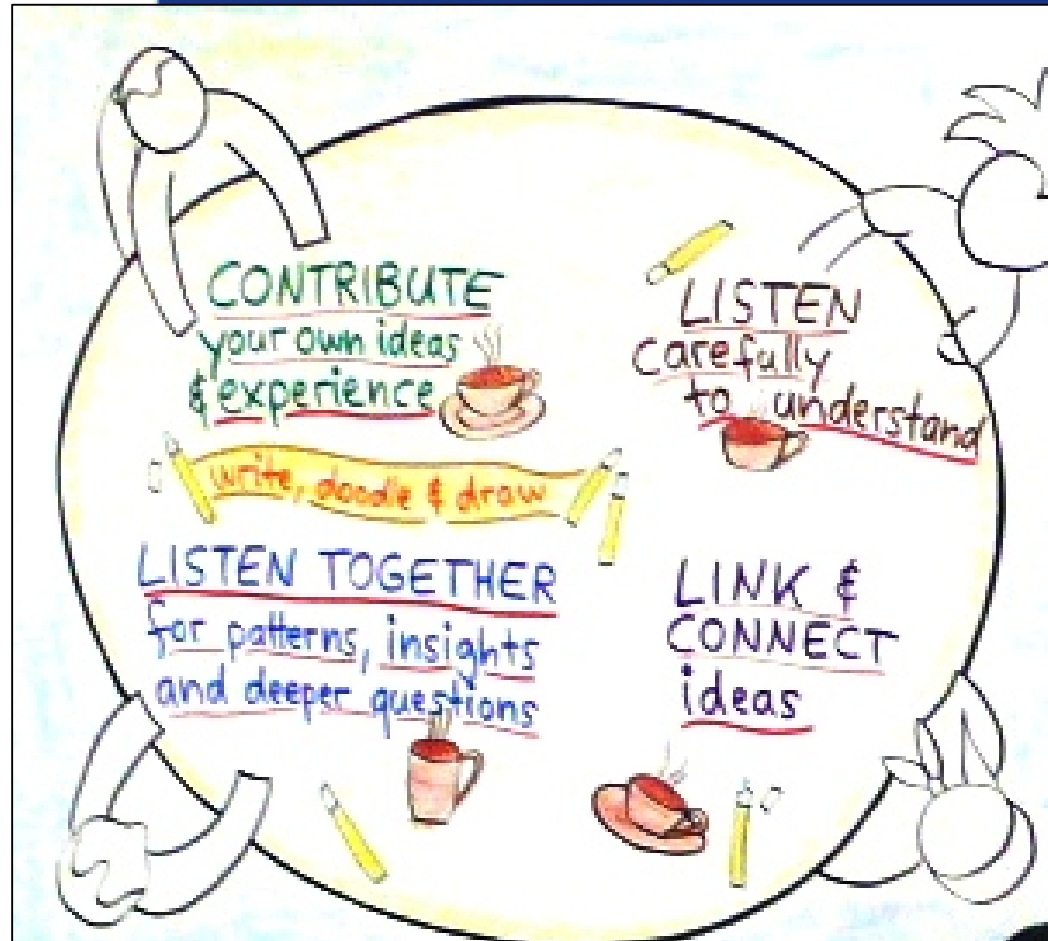 CONTRIBUTE
your own ideas
& experience
LISTEN
carefully
to understand
write, doodle & draw
LISTEN TOGETHER
for patterns, insights
and deeper questions
LINK &
CONNECT
ideas